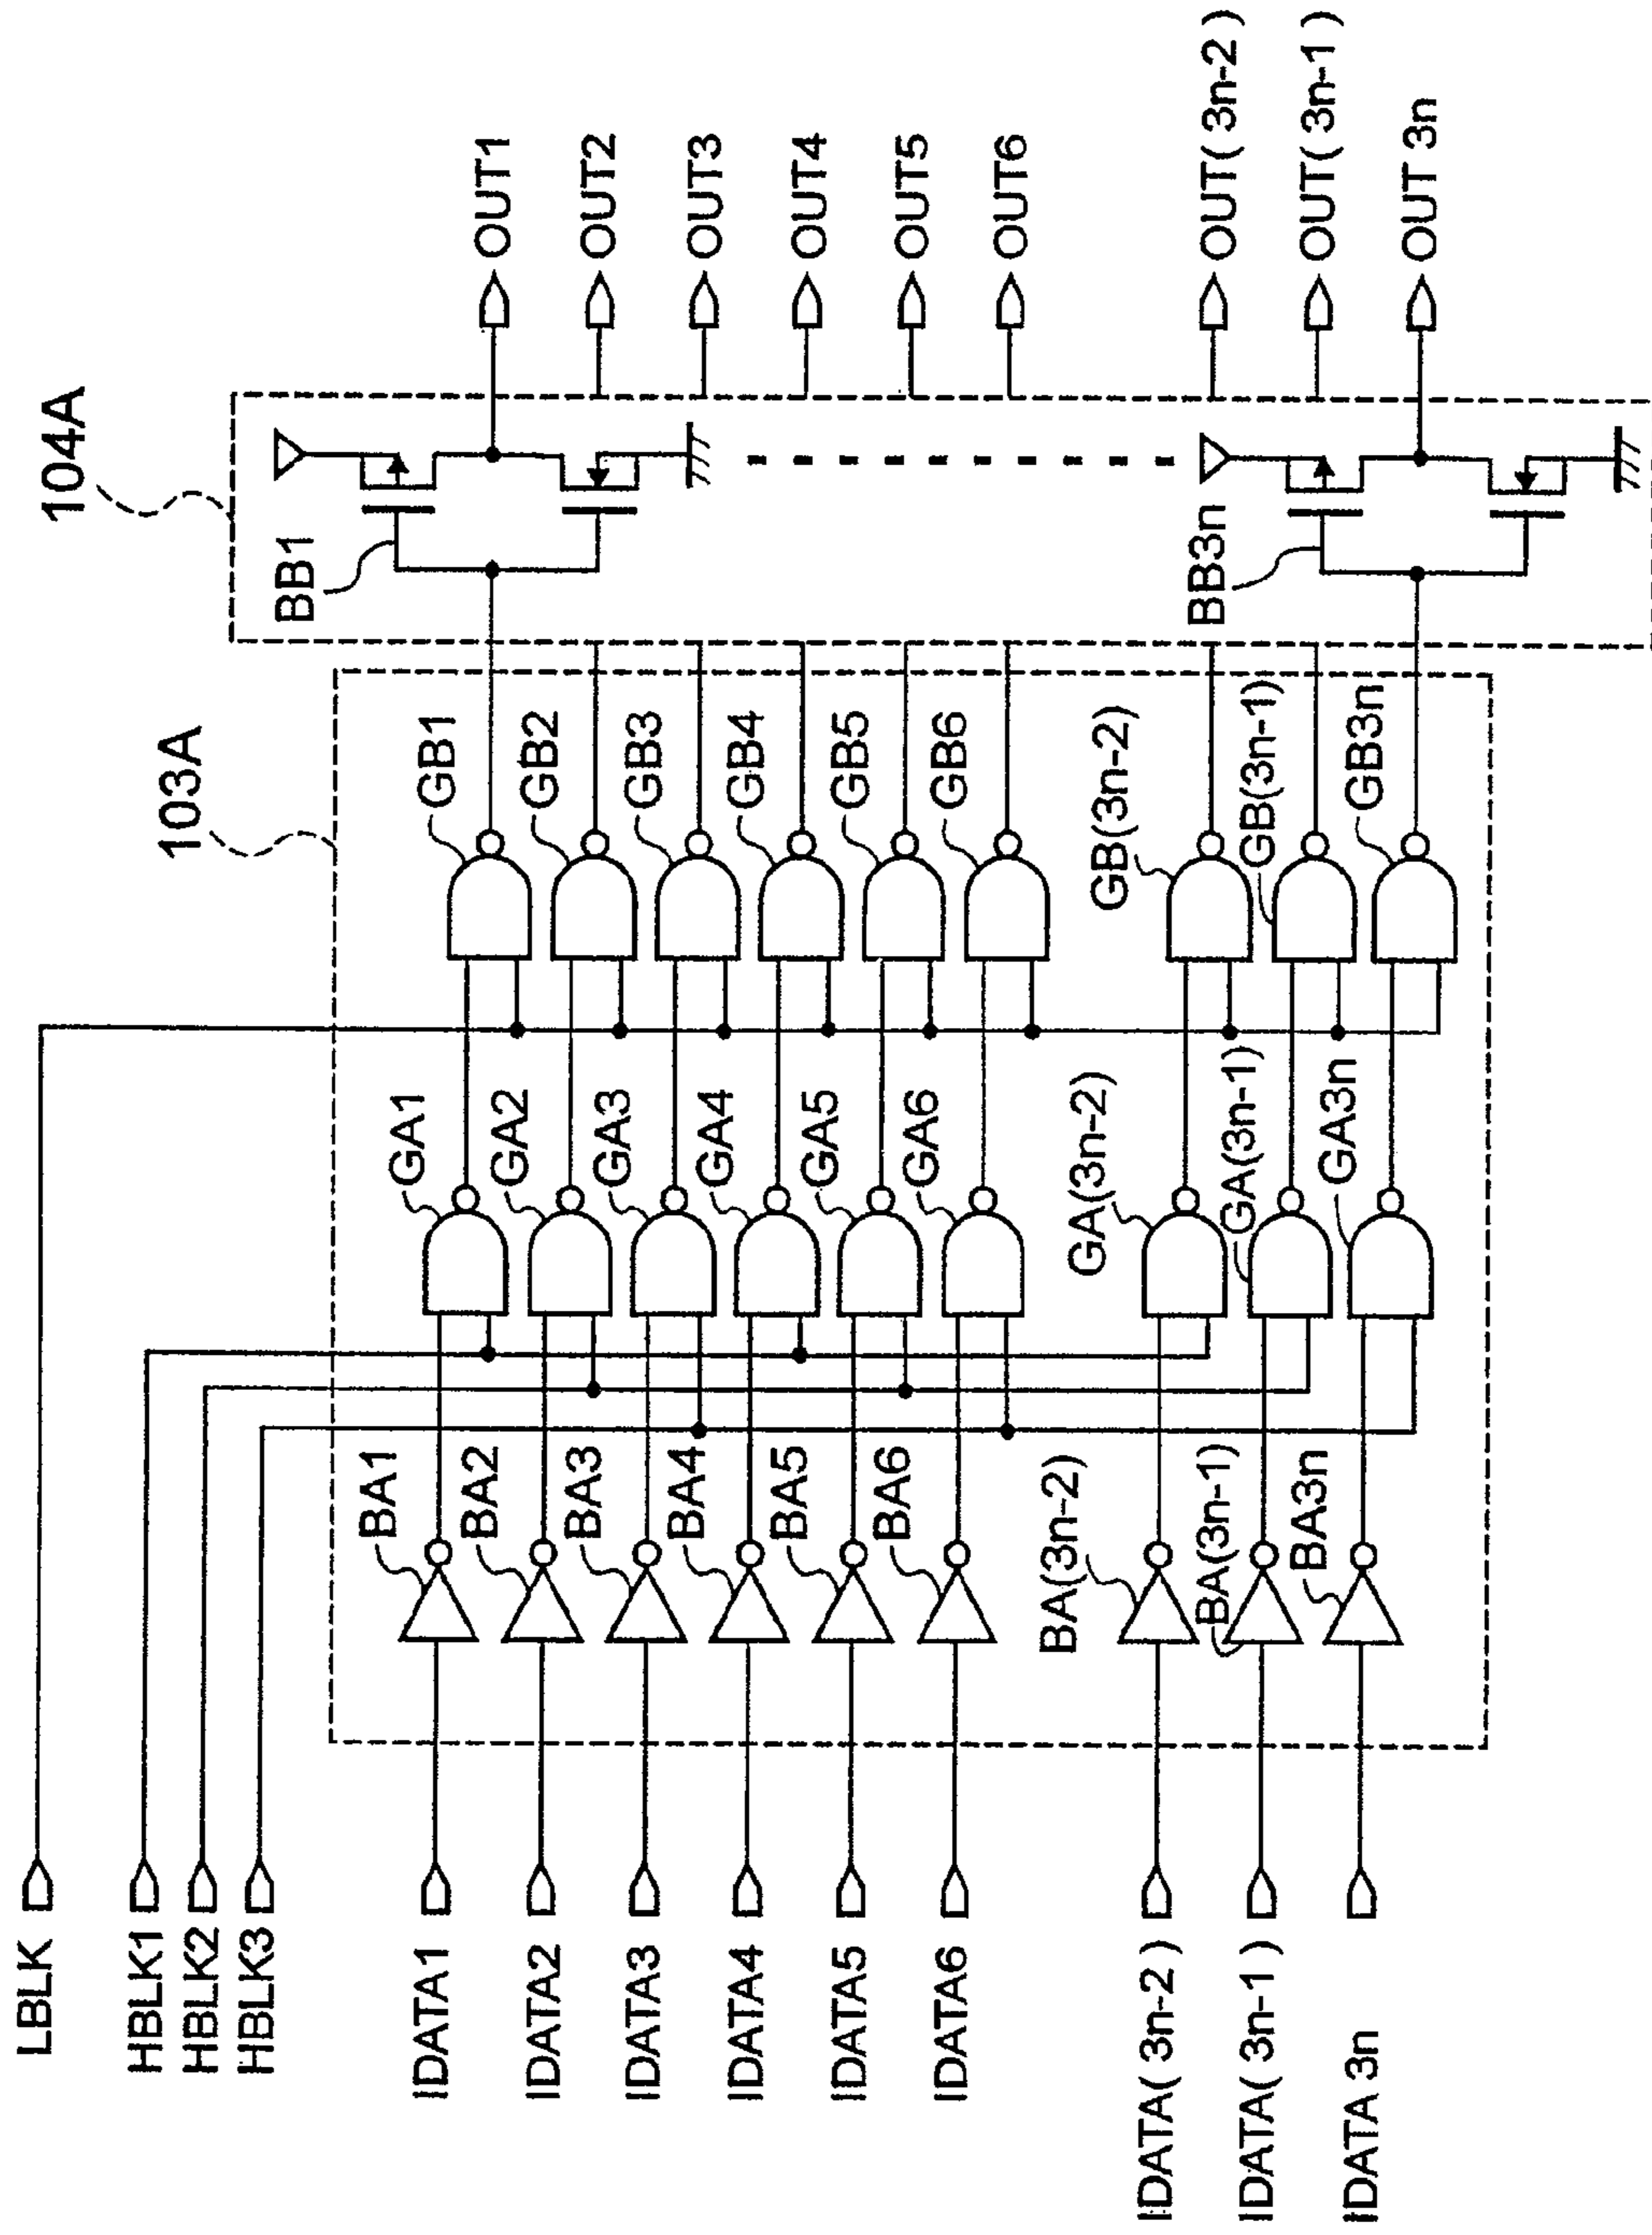 LBLK
HBLK1
HBLK2
HBLK3
IDATA1
IDATA2
IDATA3
IDATA4
IDATA5
IDATA6
IDATA( 3n-2 )
IDATA( 3n-1 )
IDATA 3n
103A
BA1
BA2
BA3
BA4
BA5
BA6
BA(3n-2)
BA(3n-1)
BA3n
GA1
GA2
GA3
GA4
GA5
GA6
GA(3n-2)
GA(3n-1)
GA3n
GB1
GB2
GB3
GB4
GB5
GB6
GB(3n-2)
GB(3n-1)
GB3n
104A
BB1
BB3n
OUT1
OUT2
OUT3
OUT4
OUT5
OUT6
OUT( 3n-2 )
OUT( 3n-1 )
OUT 3n